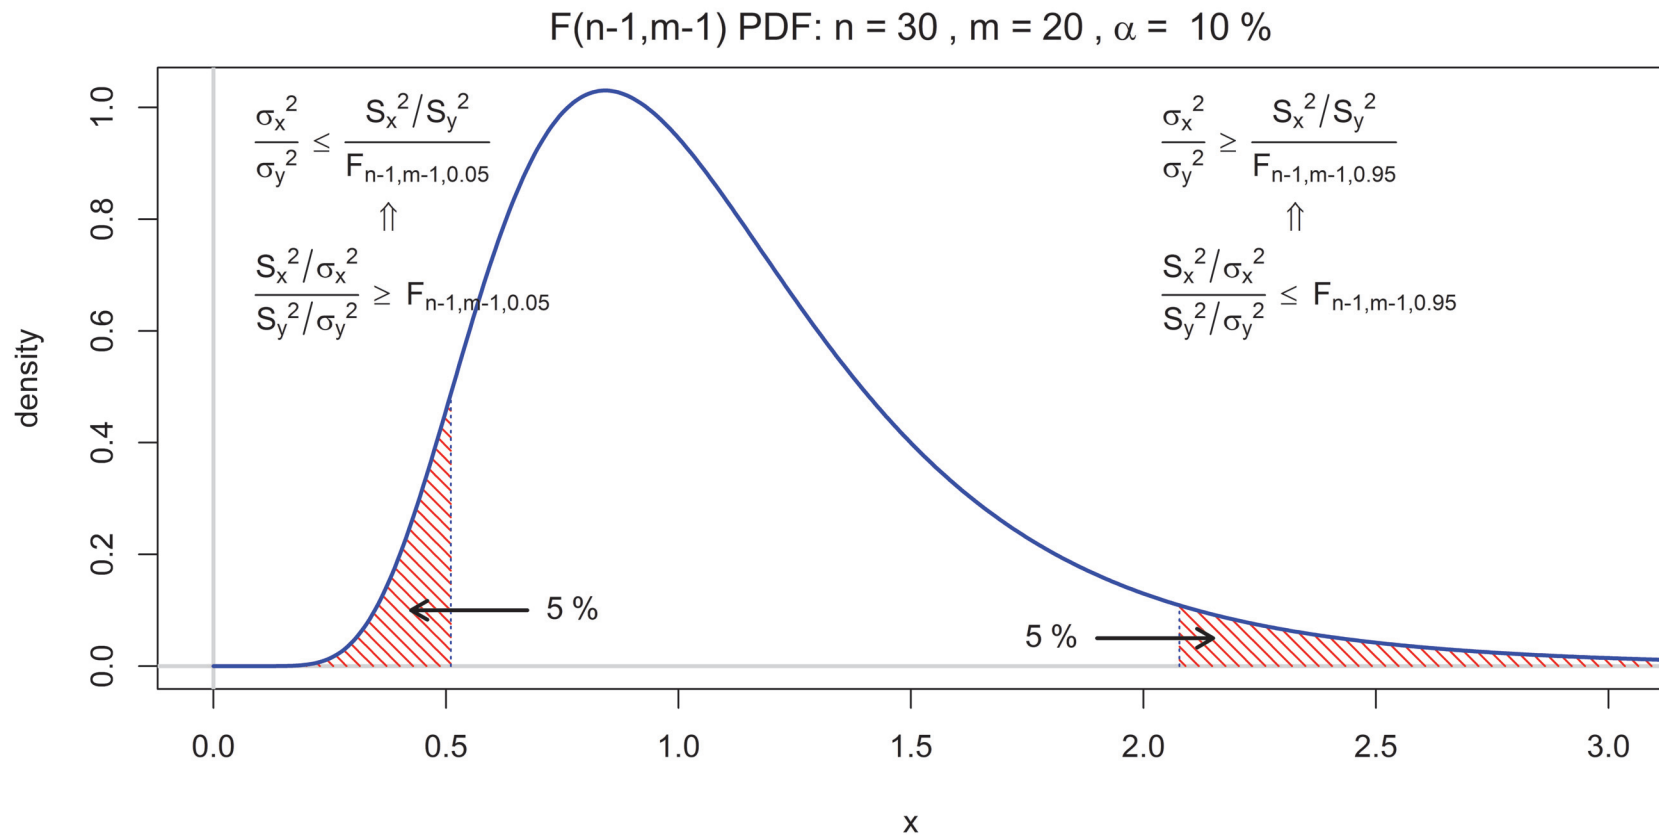 F(n-1,m-1) PDF: n = 30 , m = 20 , α = 10 %
σx²/σy² ≤ (Sx²/Sy²)/Fn-1,m-1,0.05
⇑
(Sx²/σx²)/(Sy²/σy²) ≥ Fn-1,m-1,0.05
σx²/σy² ≥ (Sx²/Sy²)/Fn-1,m-1,0.95
⇑
(Sx²/σx²)/(Sy²/σy²) ≤ Fn-1,m-1,0.95
density
1.0
0.8
0.6
0.4
0.2
0.0
5 %
5 %
0.0 0.5 1.0 1.5 2.0 2.5 3.0
x